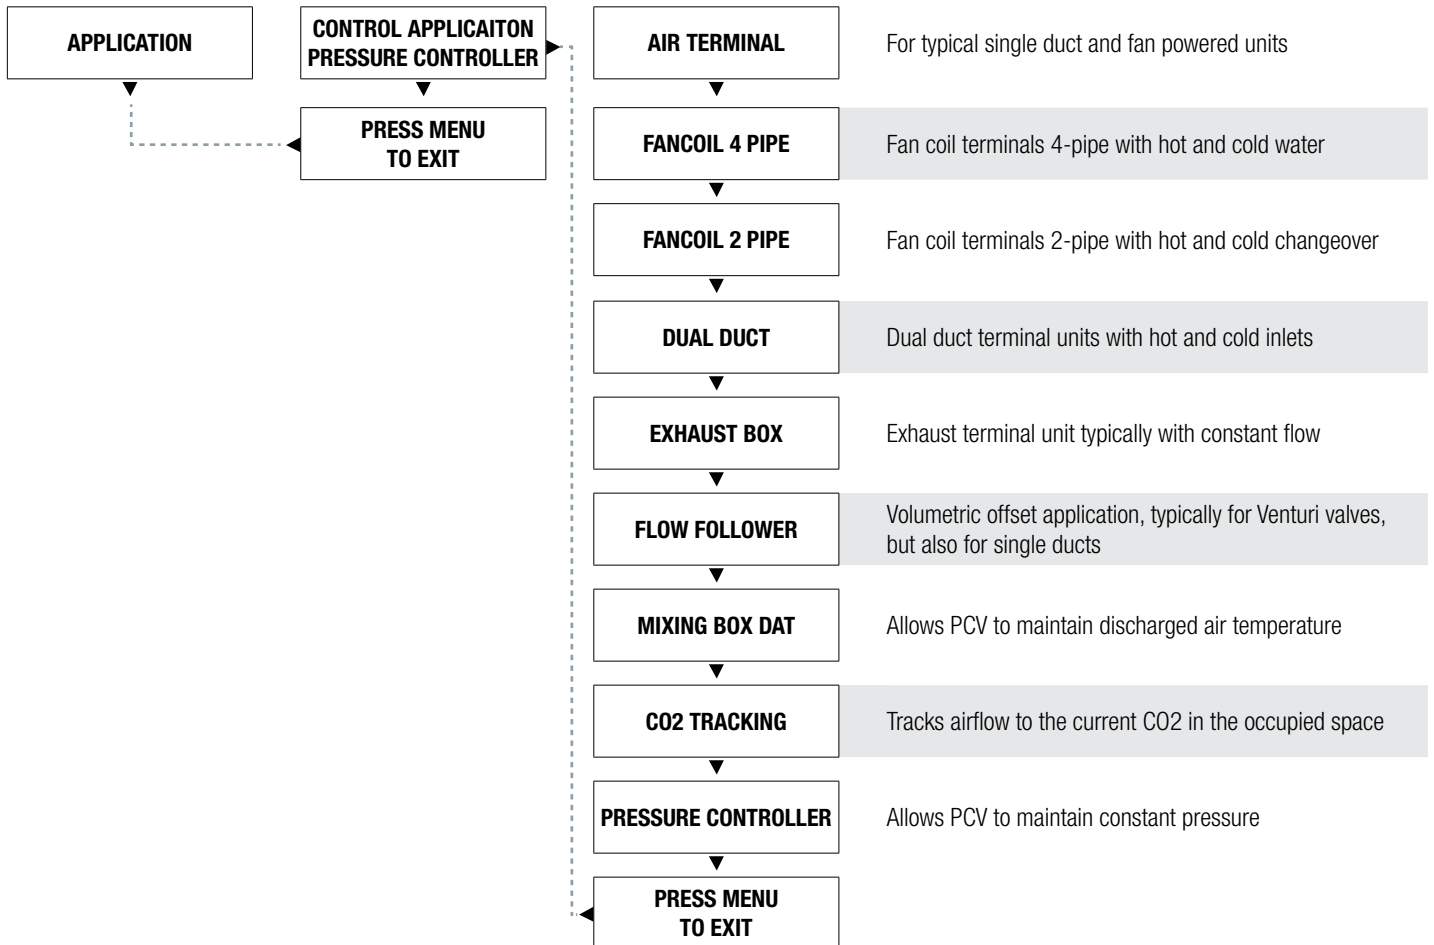 APPLICATION
CONTROL APPLICAITON
PRESSURE CONTROLLER
PRESS MENU
TO EXIT
AIR TERMINAL
For typical single duct and fan powered units
FANCOIL 4 PIPE
Fan coil terminals 4-pipe with hot and cold water
FANCOIL 2 PIPE
Fan coil terminals 2-pipe with hot and cold changeover
DUAL DUCT
Dual duct terminal units with hot and cold inlets
EXHAUST BOX
Exhaust terminal unit typically with constant flow
FLOW FOLLOWER
Volumetric offset application, typically for Venturi valves,
but also for single ducts
MIXING BOX DAT
Allows PCV to maintain discharged air temperature
CO2 TRACKING
Tracks airflow to the current CO2 in the occupied space
PRESSURE CONTROLLER
Allows PCV to maintain constant pressure
PRESS MENU
TO EXIT